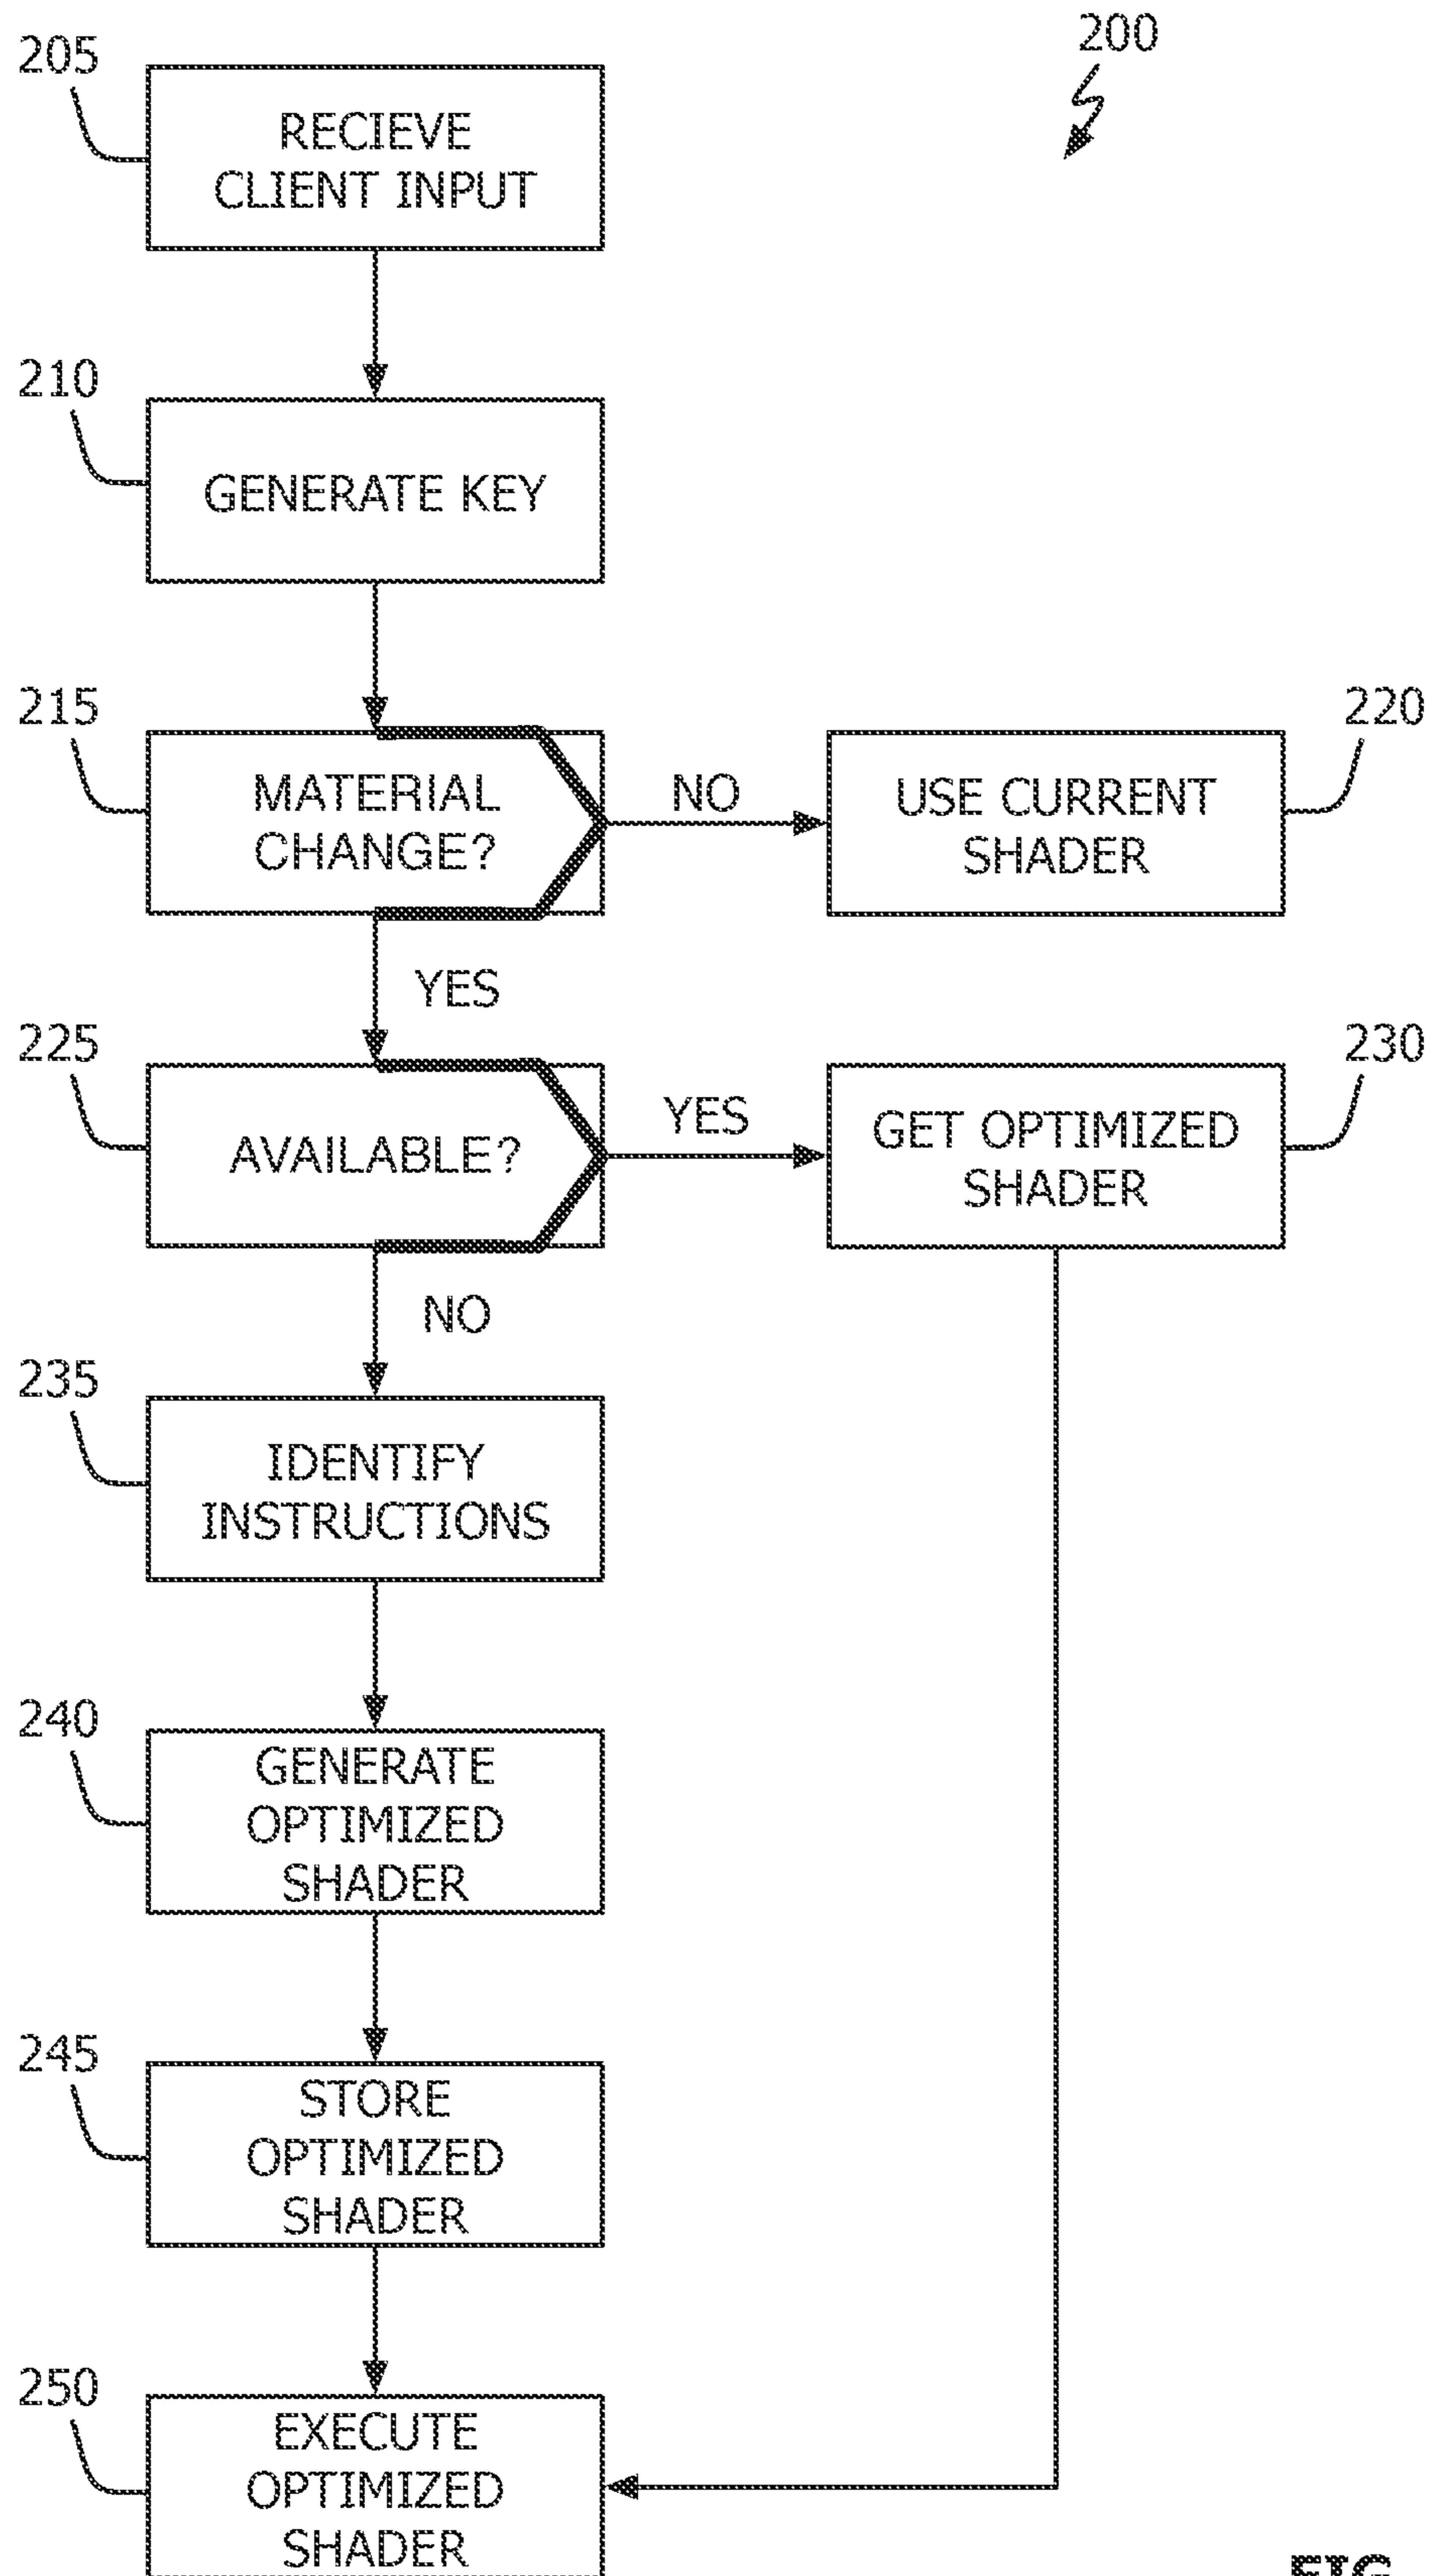 200
205
RECIEVE
CLIENT INPUT
210
GENERATE KEY
215
MATERIAL
CHANGE?
NO
220
USE CURRENT
SHADER
YES
225
AVAILABLE?
YES
230
GET OPTIMIZED
SHADER
NO
235
IDENTIFY
INSTRUCTIONS
240
GENERATE
OPTIMIZED
SHADER
245
STORE
OPTIMIZED
SHADER
250
EXECUTE
OPTIMIZED
SHADER
FIG